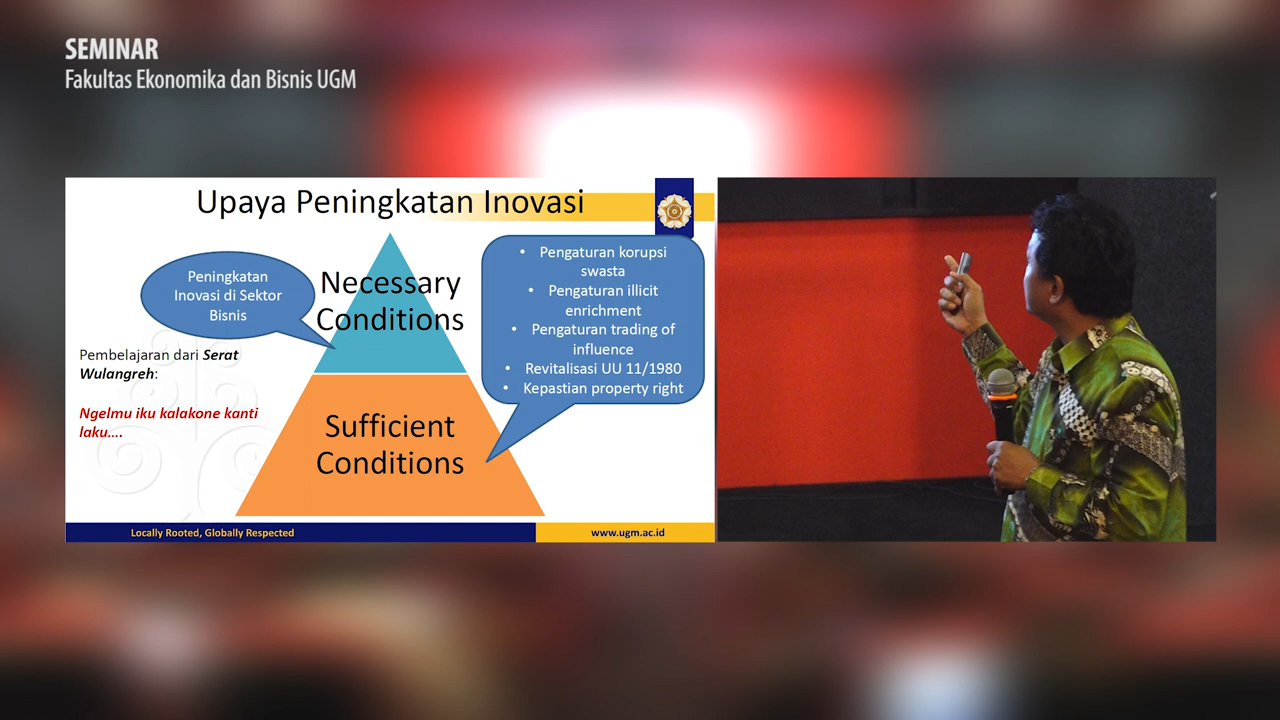 SEMINAR
Fakultas Ekonomika dan Bisnis UGM
Upaya Peningkatan Inovasi
Peningkatan
Inovasi di Sektor
Bisnis
Necessary
Conditions
• Pengaturan korupsi
swasta
• Pengaturan illicit
enrichment
• Pengaturan trading of
influence
• Revitalisasi UU 11/1980
• Kepastian property right
Pembelajaran dari Serat
Wulangreh:
Ngelmu iku kalakone kanti
laku....
Sufficient
Conditions
Locally Rooted, Globally Respected
www.ugm.ac.id